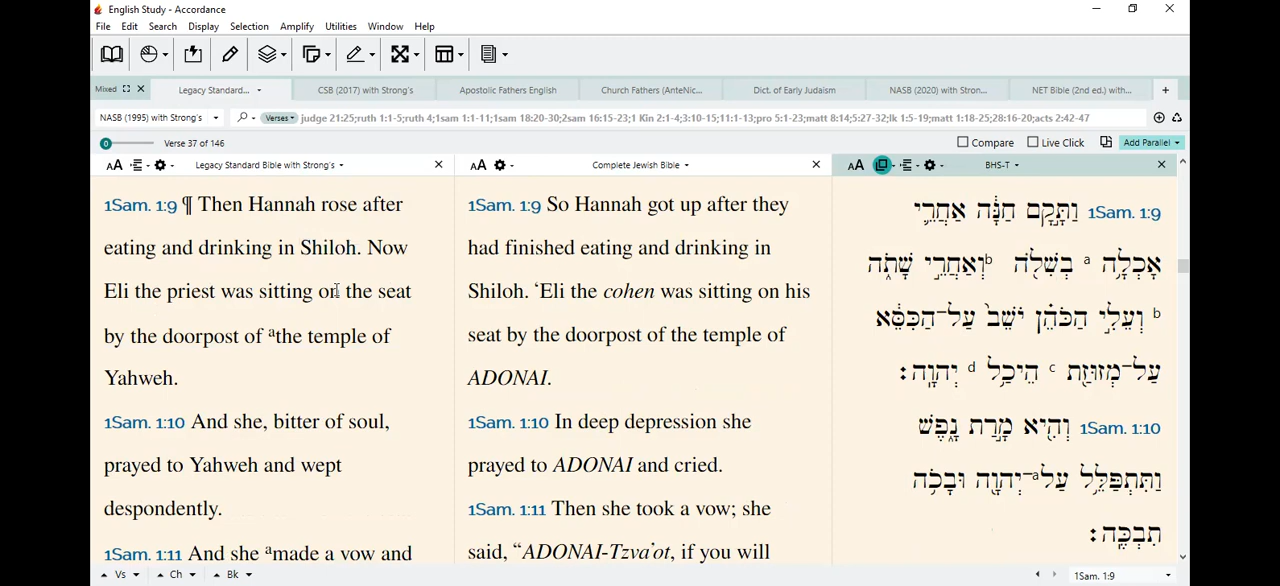 English Study - Accordance
File Edit Search Display Selection Amplify Utilities Window Help
Mixed Legacy Standard... CSB (2017) with Strong's Apostolic Fathers English Church Fathers (AnteNic... Dict. of Early Judaism NASB (2020) with Stron... NET Bible (2nd ed.) with...
NASB (1995) with Strong's Verses judge 21:25;ruth 1:1-5;ruth 4;1sam 1:1-11;1sam 18:20-30;2sam 16:15-23;1 Kin 2:1-4;3:10-15;11:1-13;pro 5:1-23;matt 8:14;5:27-32;lk 1:5-19;matt 1:18-25;28:16-20;acts 2:42-47
0 Verse 37 of 146 Compare Live Click Add Parallel
Legacy Standard Bible with Strong's
1Sam. 1:9 ¶ Then Hannah rose after
eating and drinking in Shiloh. Now
Eli the priest was sitting on the seat
by the doorpost of athe temple of
Yahweh.
1Sam. 1:10 And she, bitter of soul,
prayed to Yahweh and wept
despondently.
1Sam. 1:11 And she amade a vow and
Complete Jewish Bible
1Sam. 1:9 So Hannah got up after they
had finished eating and drinking in
Shiloh. ‘Eli the cohen was sitting on his
seat by the doorpost of the temple of
ADONAI.
1Sam. 1:10 In deep depression she
prayed to ADONAI and cried.
1Sam. 1:11 Then she took a vow; she
said, “ADONAI-Tzva’ot, if you will
BHS-T
1Sam. 1:9 וַתָּ֣קָם חַנָּ֔ה אַחֲרֵ֛י
אָכְלָ֥ה a בְשִׁלֹ֖ה b וְאַחֲרֵ֣י שָׁתֹ֑ה
b וְעֵלִ֣י הַכֹּהֵ֗ן יֹשֵׁב֙ עַל־הַכִּסֵּ֔א
עַל־מְזוּזַ֖ת c הֵיכַ֥ל d יְהוָֽה׃
1Sam. 1:10 וְהִ֖יא מָ֣רַת נָ֑פֶשׁ
וַתִּתְפַּלֵּ֥ל עַל־a יְהוָ֖ה וּבָכֹ֥ה
תִבְכֶּֽה׃
Vs Ch Bk 1Sam. 1:9